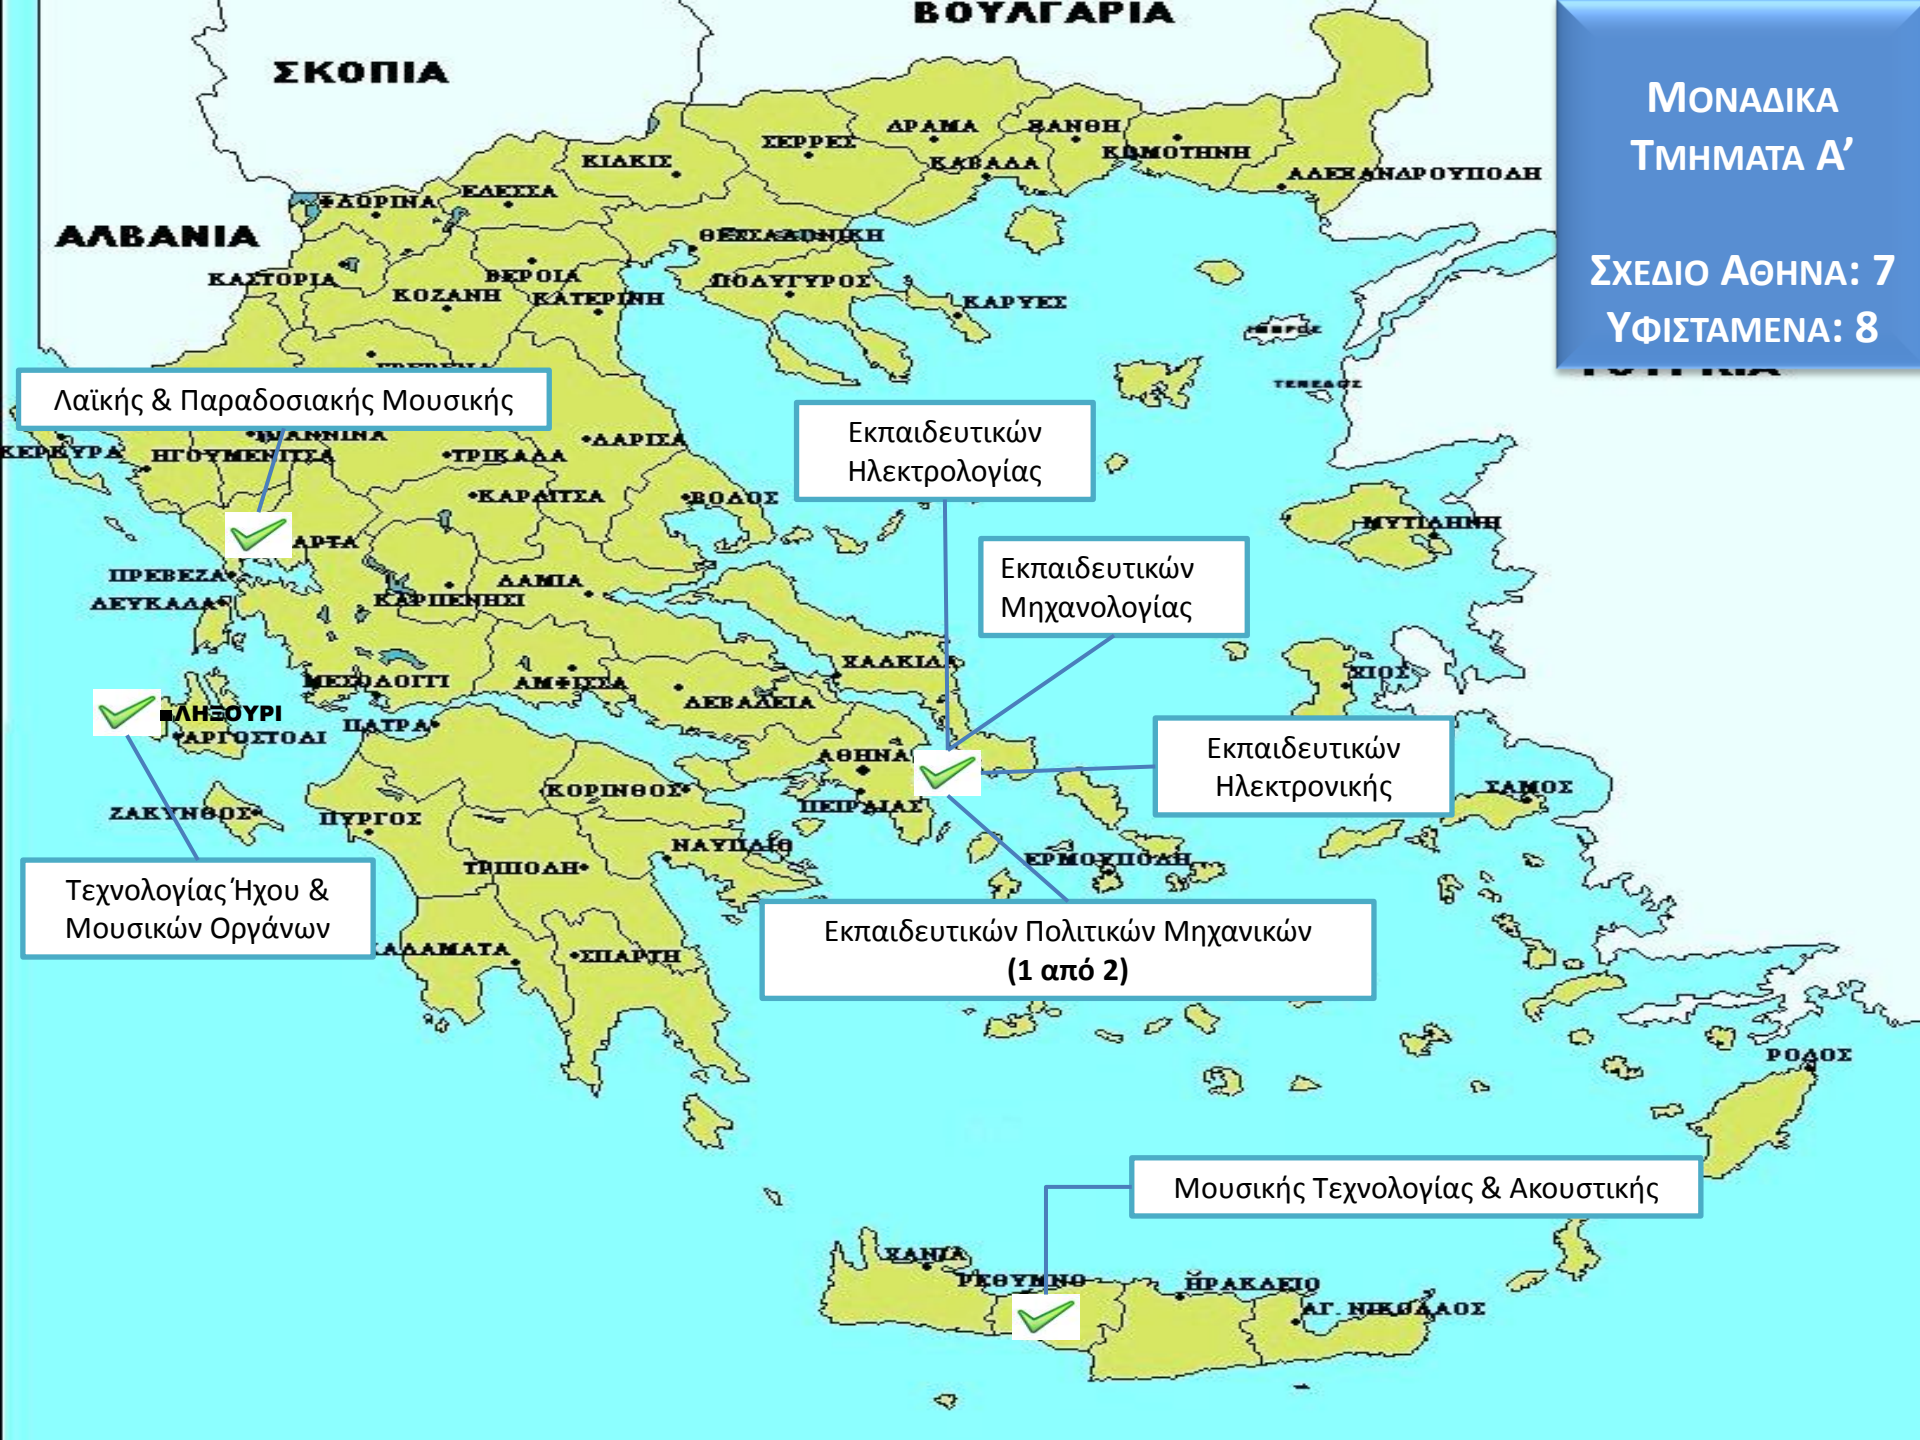 ΒΟΥΛΓΑΡΙΑ
ΣΚΟΠΙΑ
ΑΛΒΑΝΙΑ
ΜΟΝΑΔΙΚΑ
ΤΜΗΜΑΤΑ Α’
ΣΧΕΔΙΟ ΑΘΗΝΑ: 7
ΥΦΙΣΤΑΜΕΝΑ: 8
ΔΡΑΜΑ
ΞΑΝΘΗ
ΣΕΡΡΕΣ
ΚΙΛΚΙΣ
ΚΑΒΑΛΑ
ΚΟΜΟΤΗΝΗ
ΑΛΕΞΑΝΔΡΟΥΠΟΛΗ
ΕΔΕΣΣΑ
ΦΛΩΡΙΝΑ
ΘΕΣΣΑΛΟΝΙΚΗ
ΚΑΣΤΟΡΙΑ
ΒΕΡΟΙΑ
ΚΟΖΑΝΗ
ΚΑΤΕΡΙΝΗ
ΠΟΛΥΓΥΡΟΣ
ΚΑΡΥΕΣ
ΙΜΒΡΟΣ
ΤΕΝΕΔΟΣ
Λαϊκής & Παραδοσιακής Μουσικής
ΙΩΑΝΝΙΝΑ
ΚΕΡΚΥΡΑ
ΗΓΟΥΜΕΝΙΤΣΑ
ΤΡΙΚΑΛΑ
ΛΑΡΙΣΑ
ΚΑΡΔΙΤΣΑ
ΒΟΛΟΣ
Εκπαιδευτικών
Ηλεκτρολογίας
ΜΥΤΙΛΗΝΗ
ΑΡΤΑ
ΠΡΕΒΕΖΑ
ΛΕΥΚΑΔΑ
ΚΑΡΠΕΝΗΣΙ
ΛΑΜΙΑ
Εκπαιδευτικών
Μηχανολογίας
ΧΑΛΚΙΔΑ
ΧΙΟΣ
ΜΕΣΟΛΟΓΓΙ
ΑΜΦΙΣΣΑ
ΛΕΒΑΔΕΙΑ
ΛΗΞΟΥΡΙ
ΑΡΓΟΣΤΟΛΙ
ΠΑΤΡΑ
ΑΘΗΝΑ
Εκπαιδευτικών
Ηλεκτρονικής
ΚΟΡΙΝΘΟΣ
ΠΕΙΡΑΙΑΣ
ΣΑΜΟΣ
ΖΑΚΥΝΘΟΣ
ΠΥΡΓΟΣ
ΝΑΥΠΛΙΟ
ΤΡΙΠΟΛΗ
ΕΡΜΟΥΠΟΛΗ
Τεχνολογίας Ήχου &
Μουσικών Οργάνων
Εκπαιδευτικών Πολιτικών Μηχανικών
(1 από 2)
ΚΑΛΑΜΑΤΑ
ΣΠΑΡΤΗ
ΡΟΔΟΣ
Μουσικής Τεχνολογίας & Ακουστικής
ΧΑΝΙΑ
ΡΕΘΥΜΝΟ
ΗΡΑΚΛΕΙΟ
ΑΓ. ΝΙΚΟΛΑΟΣ